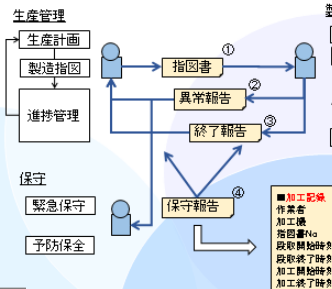 生産管理
生産計画
製造指図
進捗管理
①
指図書
②
異常報告
③
終了報告
保守
緊急保守
予防保全
④
保守報告
■加工記録
作業者
加工機
指図書No
段取開始時刻
段取終了時刻
加工開始時刻
加工終了時刻